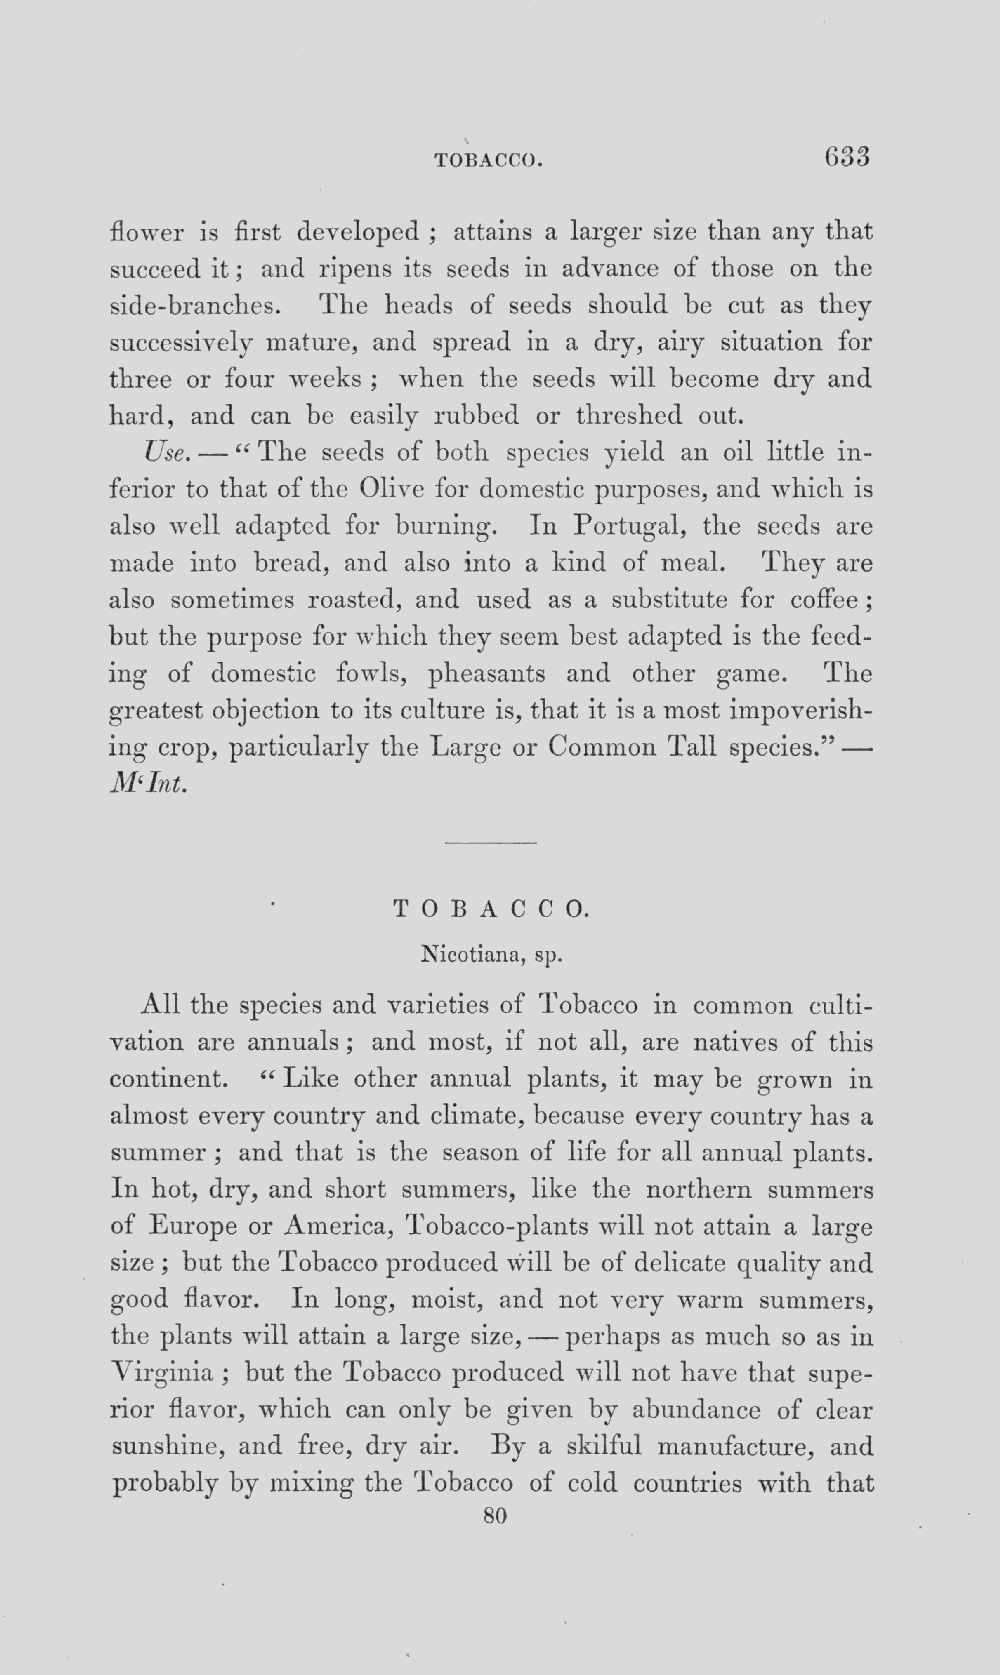 TOBACCO. 633
flower is first developed ; attains a larger size than any that
succeed it ; and ripens its seeds in advance of those on the
side-branches. The heads of seeds should be cut as they
successively mature, and spread in a dry, airy situation for
three or four weeks ; when the seeds will become dry and
hard, and can be easily rubbed or threshed out.
Use. — “ The seeds of both species yield an oil little in-
ferior to that of the Olive for domestic purposes, and which is
also well adapted for burning. In Portugal, the seeds are
made into bread, and also into a kind of meal. They are
also sometimes roasted, and used as a substitute for coffee ;
but the purpose for which they seem best adapted is the feed-
ing of domestic fowls, pheasants and other game. The
greatest objection to its culture is, that it is a most impoverish-
ing crop, particularly the Large or Common Tall species.” —
M‘Int.
TOBACCO.
Nicotiana, sp.
All the species and varieties of Tobacco in common culti-
vation are annuals ; and most, if not all, are natives of this
continent. “ Like other annual plants, it may be grown in
almost every country and climate, because every country has a
summer ; and that is the season of life for all annual plants.
In hot, dry, and short summers, like the northern summers
of Europe or America, Tobacco-plants will not attain a large
size ; but the Tobacco produced will be of delicate quality and
good flavor. In long, moist, and not very warm summers,
the plants will attain a large size, — perhaps as much so as in
Virginia ; but the Tobacco produced will not have that supe-
rior flavor, which can only be given by abundance of clear
sunshine, and free, dry air. By a skilful manufacture, and
probably by mixing the Tobacco of cold countries with that
80